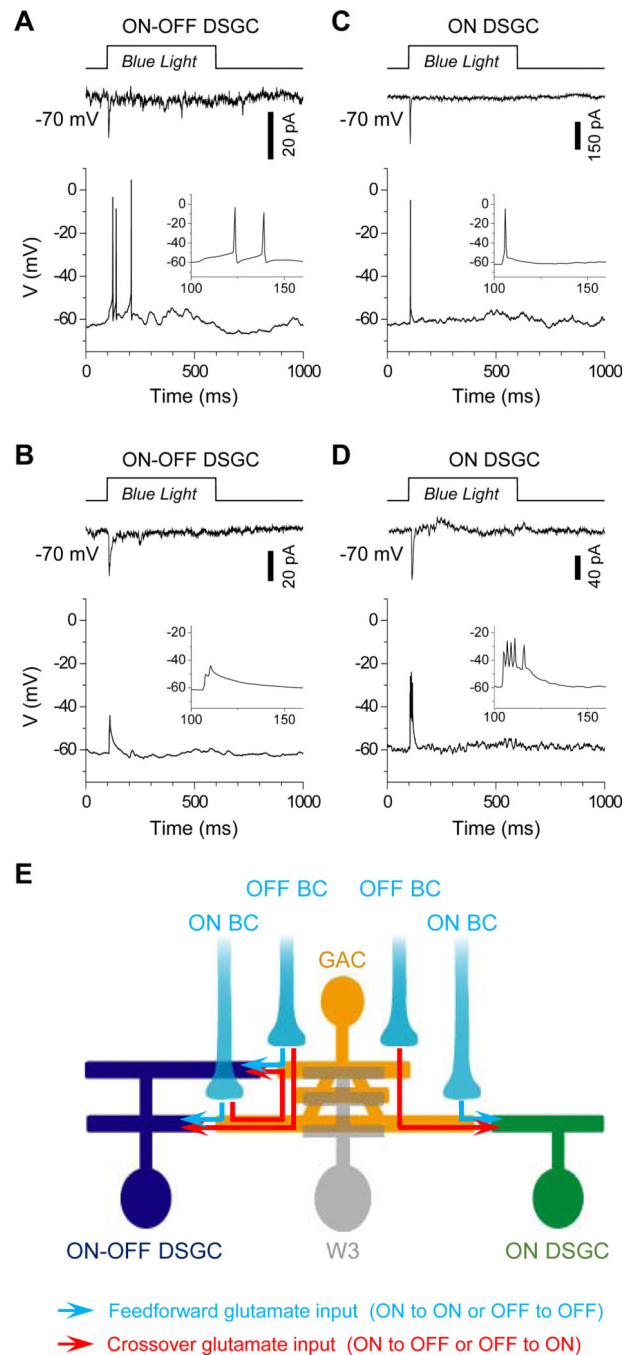 A
ON-OFF DSGC
Blue Light
-70 mV
20 pA
V (mV)
0
-20
-40
-60
0
-20
-40
-60
100 150
0 500 1000
Time (ms)
C
ON DSGC
Blue Light
-70 mV
150 pA
0
-20
-40
-60
0
-20
-40
-60
100 150
0 500 1000
Time (ms)
B
ON-OFF DSGC
Blue Light
-70 mV
20 pA
V (mV)
0
-20
-40
-60
-20
-40
-60
100 150
0 500 1000
Time (ms)
D
ON DSGC
Blue Light
-70 mV
40 pA
0
-20
-40
-60
-20
-40
-60
100 150
0 500 1000
Time (ms)
E
OFF BC OFF BC
ON BC ON BC
GAC
ON-OFF DSGC W3 ON DSGC
Feedforward glutamate input (ON to ON or OFF to OFF)
Crossover glutamate input (ON to OFF or OFF to ON)